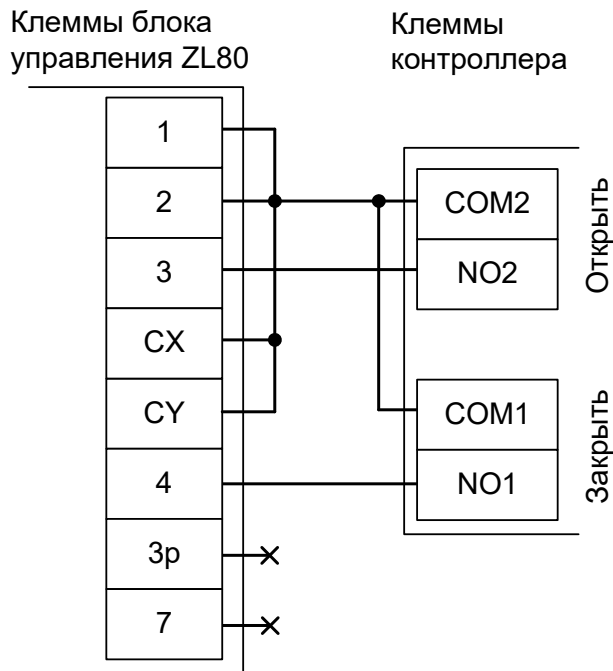 Клеммы блока
управления ZL80
Клеммы
контроллера
1
2
3
CX
CY
4
3р
7
COM2
NO2
Открыть
COM1
NO1
Закрыть